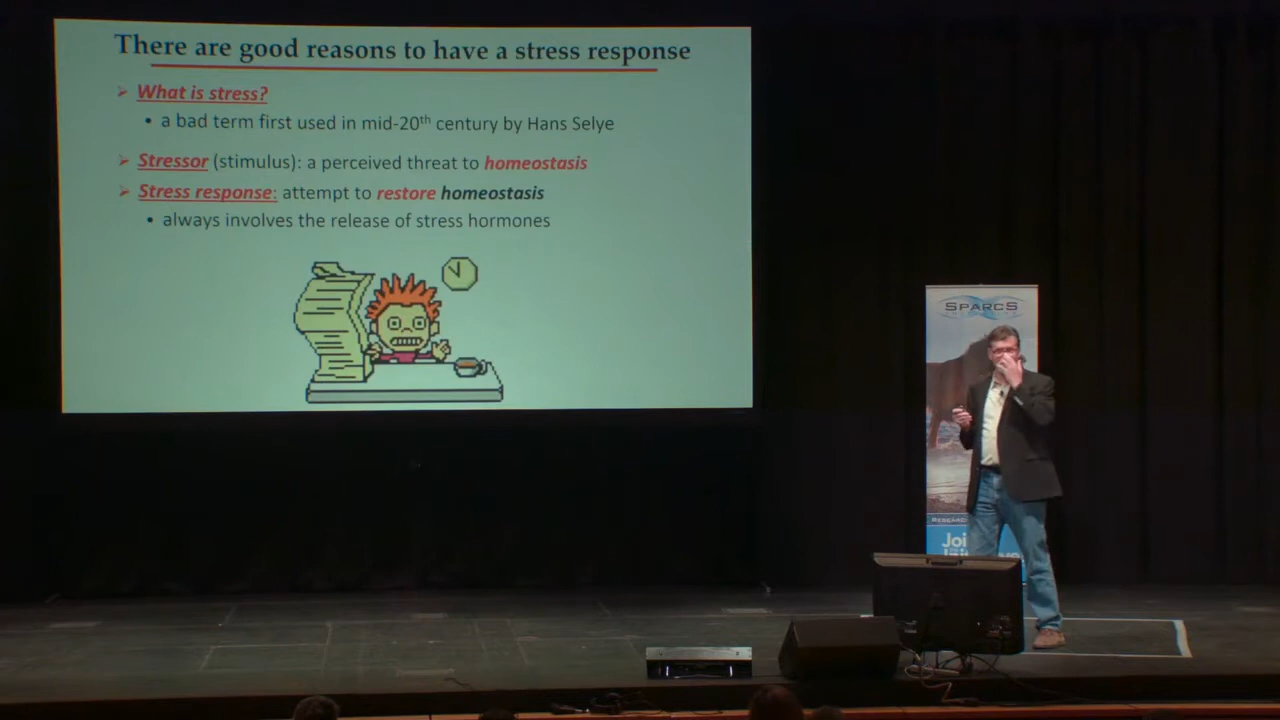 There are good reasons to have a stress response
➢ What is stress?
• a bad term first used in mid-20th century by Hans Selye
➢ Stressor (stimulus): a perceived threat to homeostasis
➢ Stress response: attempt to restore homeostasis
• always involves the release of stress hormones
SPARCS
Joi